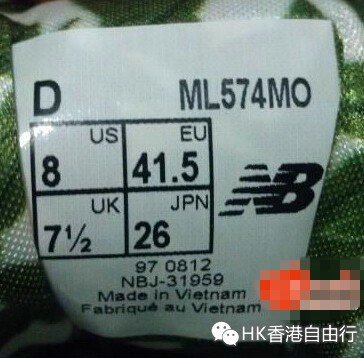 D ML574MO
US EU
8 41.5
UK JPN
7½ 26
NB
97 0812
NBJ-31959
Made in Vietnam
Fabriqué au Vietnam
HK香港自由行